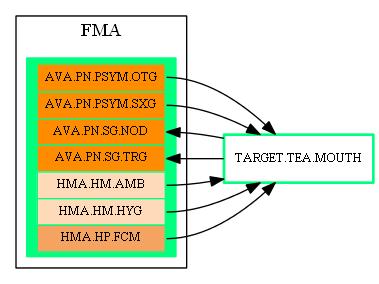 FMA
AVA.PN.PSYM.OTG
AVA.PN.PSYM.SXG
AVA.PN.SG.NOD
AVA.PN.SG.TRG
HMA.HM.AMB
HMA.HM.HYG
HMA.HP.FCM
TARGET.TEA.MOUTH